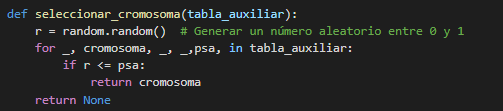 def seleccionar_cromosoma(tabla_auxiliar):
    r = random.random()  # Generar un número aleatorio entre 0 y 1
    for _, cromosoma, _, _,psa, in tabla_auxiliar:
        if r <= psa:
            return cromosoma
    return None